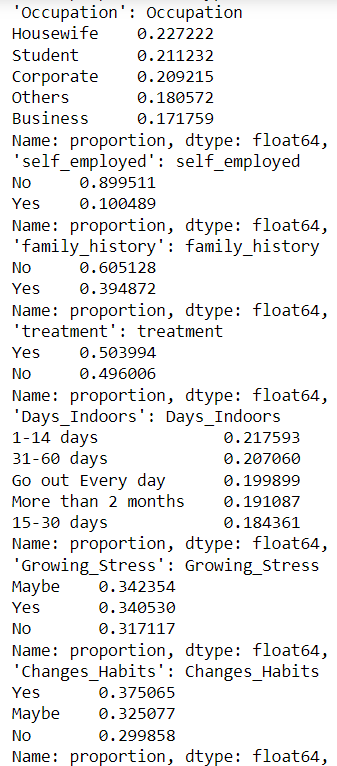 'Occupation': Occupation
Housewife    0.227222
Student      0.211232
Corporate    0.209215
Others       0.180572
Business     0.171759
Name: proportion, dtype: float64,
'self_employed': self_employed
No     0.899511
Yes    0.100489
Name: proportion, dtype: float64,
'family_history': family_history
No     0.605128
Yes    0.394872
Name: proportion, dtype: float64,
'treatment': treatment
Yes    0.503994
No     0.496006
Name: proportion, dtype: float64,
'Days_Indoors': Days_Indoors
1-14 days             0.217593
31-60 days            0.207060
Go out Every day      0.199899
More than 2 months    0.191087
15-30 days            0.184361
Name: proportion, dtype: float64,
'Growing_Stress': Growing_Stress
Maybe    0.342354
Yes      0.340530
No       0.317117
Name: proportion, dtype: float64,
'Changes_Habits': Changes_Habits
Yes      0.375065
Maybe    0.325077
No       0.299858
Name: proportion, dtype: float64,